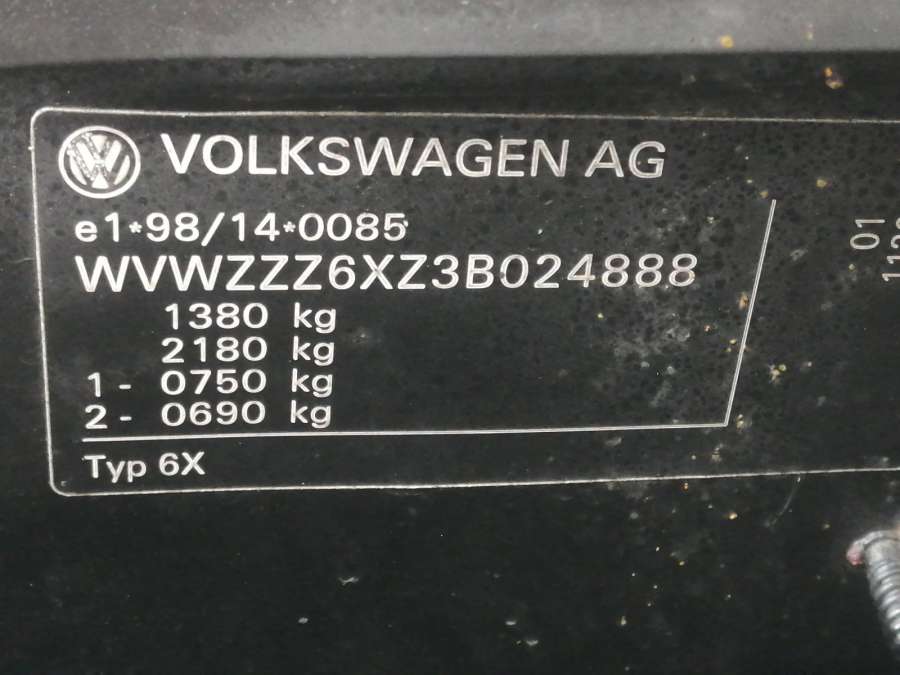 VOLKSWAGEN AG
e1*98/14*0085
WVWZZZ6XZ3B024888
1380 kg
2180 kg
1- 0750 kg
2- 0690 kg
Typ 6X
01